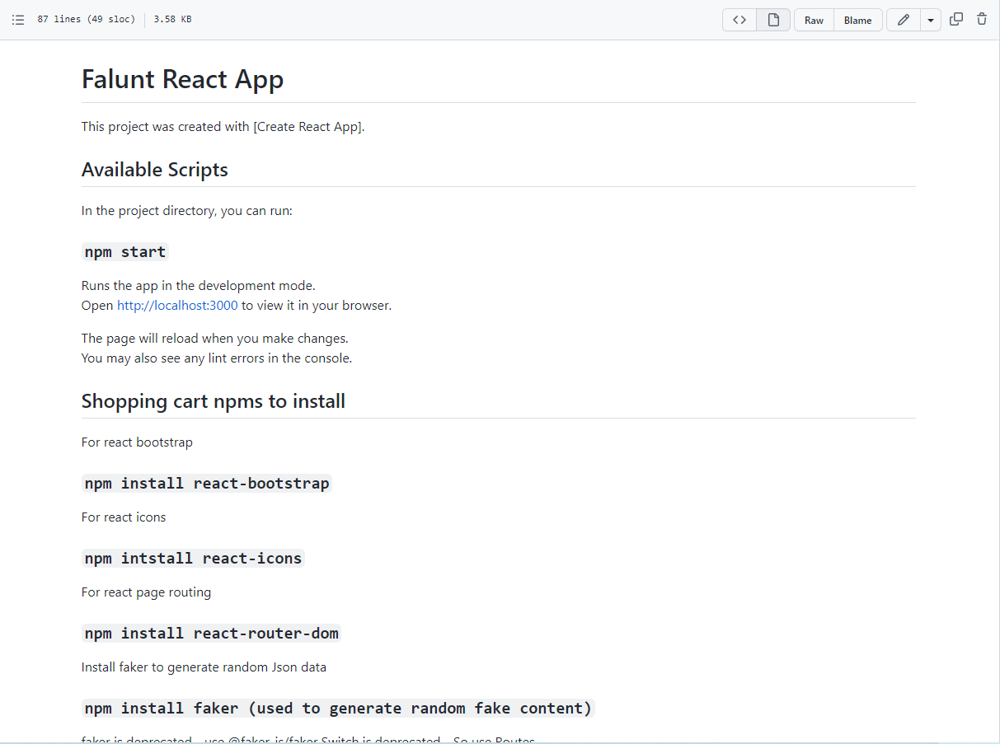 87 lines (49 sloc) 3.58 KB Raw Blame
Falunt React App
This project was created with [Create React App].
Available Scripts
In the project directory, you can run:
npm start
Runs the app in the development mode.
Open http://localhost:3000 to view it in your browser.
The page will reload when you make changes.
You may also see any lint errors in the console.
Shopping cart npms to install
For react bootstrap
npm install react-bootstrap
For react icons
npm intstall react-icons
For react page routing
npm install react-router-dom
Install faker to generate random Json data
npm install faker (used to generate random fake content)
faker is deprecated use @faker-js/faker Switch is deprecated So use Routes